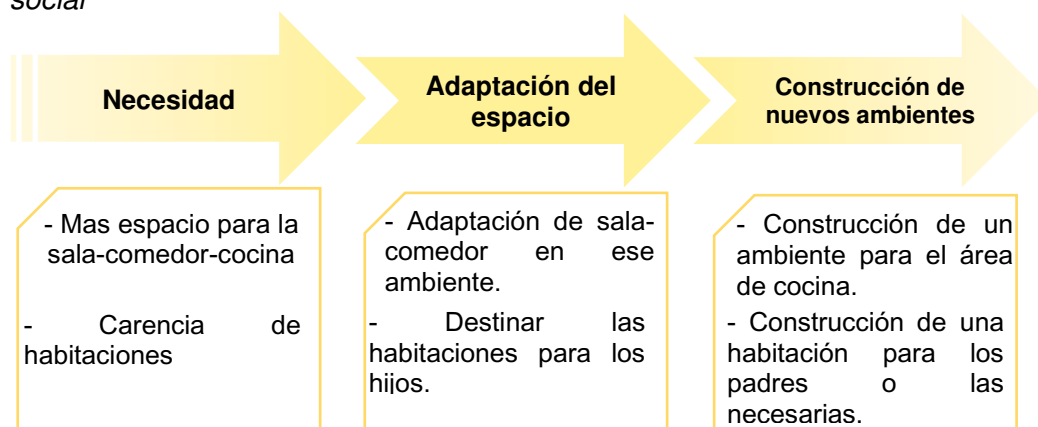 social
Necesidad
Adaptación del
espacio
Construcción de
nuevos ambientes
- Mas espacio para la
sala-comedor-cocina
- Carencia de
habitaciones
- Adaptación de sala-
comedor en ese
ambiente.
- Destinar las
habitaciones para los
hijos.
- Construcción de un
ambiente para el área
de cocina.
- Construcción de una
habitación para los
padres o las
necesarias.